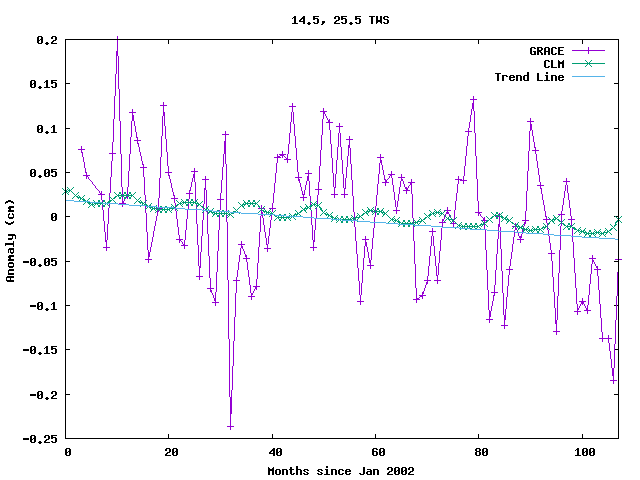 14.5, 25.5 TWS
GRACE
CLM
Trend Line
0.2
0.15
0.1
0.05
0
-0.05
-0.1
-0.15
-0.2
-0.25
Anomaly (cm)
0 20 40 60 80 100
Months since Jan 2002